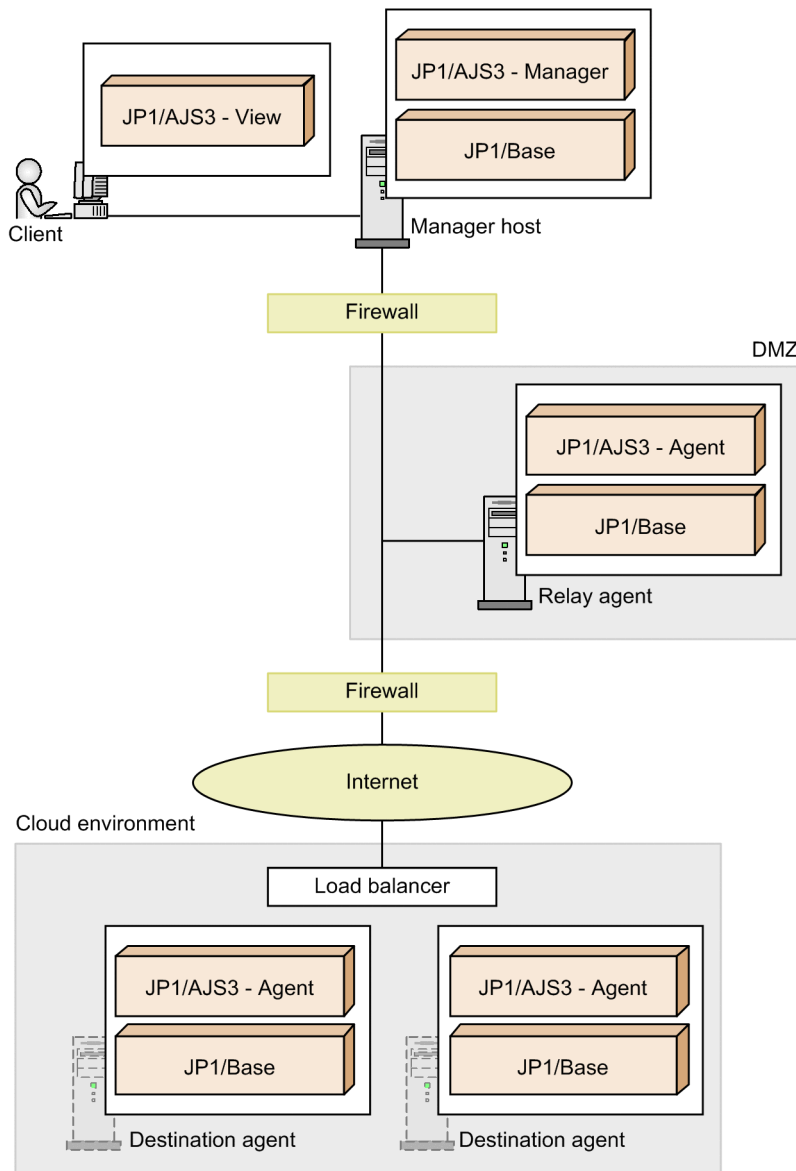 JP1/AJS3 - View
JP1/AJS3 - Manager
JP1/Base
Client
Manager host
Firewall
DMZ
JP1/AJS3 - Agent
JP1/Base
Relay agent
Firewall
Internet
Cloud environment
Load balancer
JP1/AJS3 - Agent
JP1/Base
Destination agent
JP1/AJS3 - Agent
JP1/Base
Destination agent